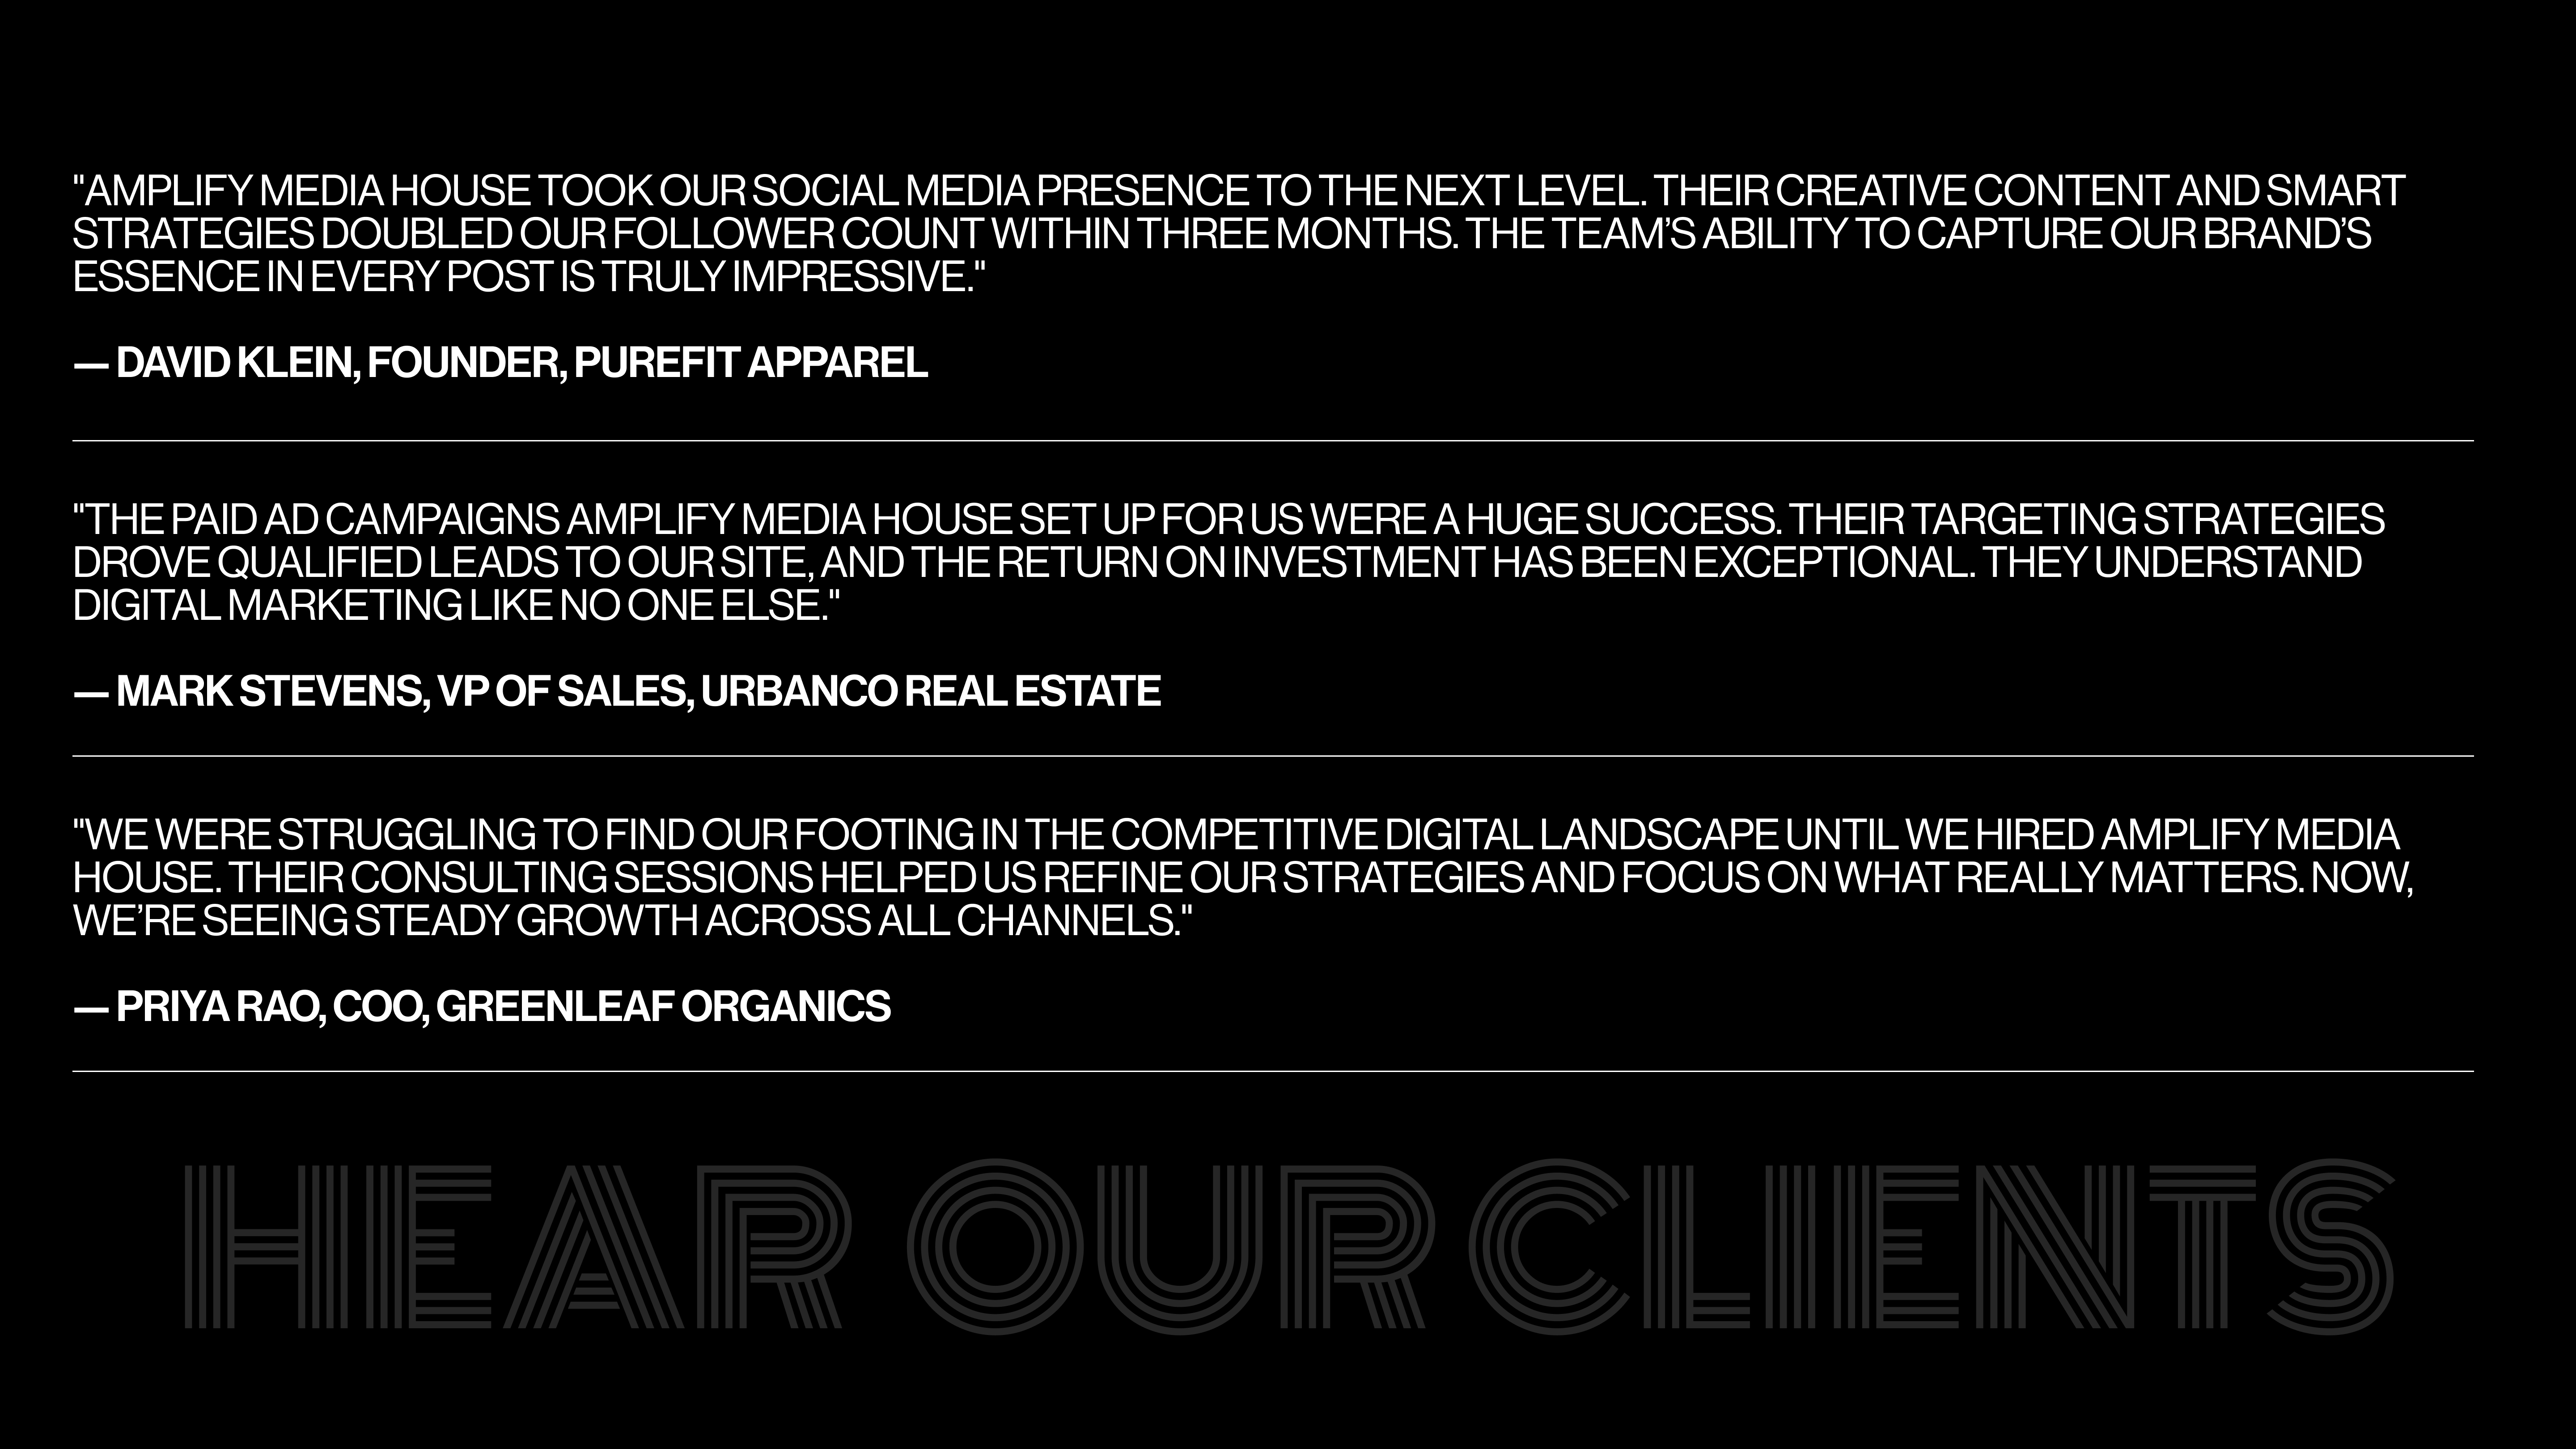 "AMPLIFY MEDIA HOUSE TOOK OUR SOCIAL MEDIA PRESENCE TO THE NEXT LEVEL. THEIR CREATIVE CONTENT AND SMART
STRATEGIES DOUBLED OUR FOLLOWER COUNT WITHIN THREE MONTHS. THE TEAM’S ABILITY TO CAPTURE OUR BRAND’S
ESSENCE IN EVERY POST IS TRULY IMPRESSIVE."
— DAVID KLEIN, FOUNDER, PUREFIT APPAREL
"THE PAID AD CAMPAIGNS AMPLIFY MEDIA HOUSE SET UP FOR US WERE A HUGE SUCCESS. THEIR TARGETING STRATEGIES
DROVE QUALIFIED LEADS TO OUR SITE, AND THE RETURN ON INVESTMENT HAS BEEN EXCEPTIONAL. THEY UNDERSTAND
DIGITAL MARKETING LIKE NO ONE ELSE."
— MARK STEVENS, VP OF SALES, URBANCO REAL ESTATE
"WE WERE STRUGGLING TO FIND OUR FOOTING IN THE COMPETITIVE DIGITAL LANDSCAPE UNTIL WE HIRED AMPLIFY MEDIA
HOUSE. THEIR CONSULTING SESSIONS HELPED US REFINE OUR STRATEGIES AND FOCUS ON WHAT REALLY MATTERS. NOW,
WE’RE SEEING STEADY GROWTH ACROSS ALL CHANNELS."
— PRIYA RAO, COO, GREENLEAF ORGANICS
HEAR OUR CLIENTS